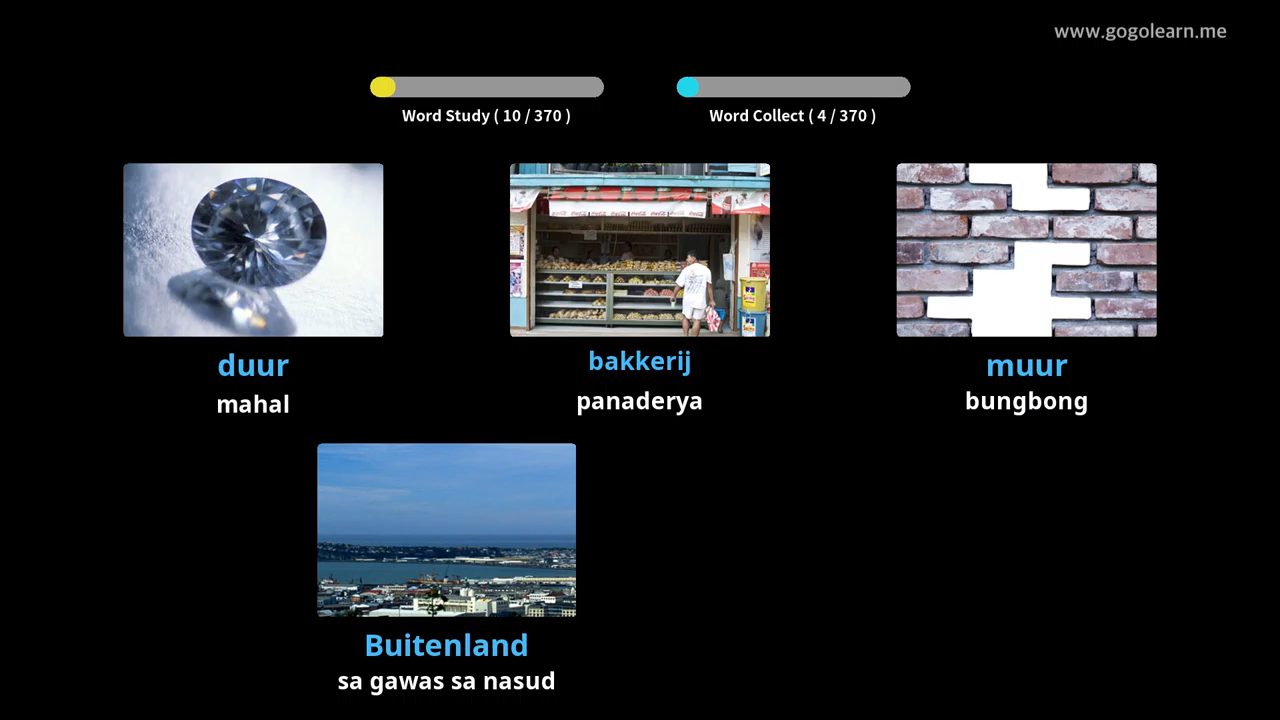 www.gogolearn.me
Word Study ( 10 / 370 )
Word Collect ( 4 / 370 )
duur
mahal
bakkerij
panaderya
muur
bungbong
Buitenland
sa gawas sa nasud